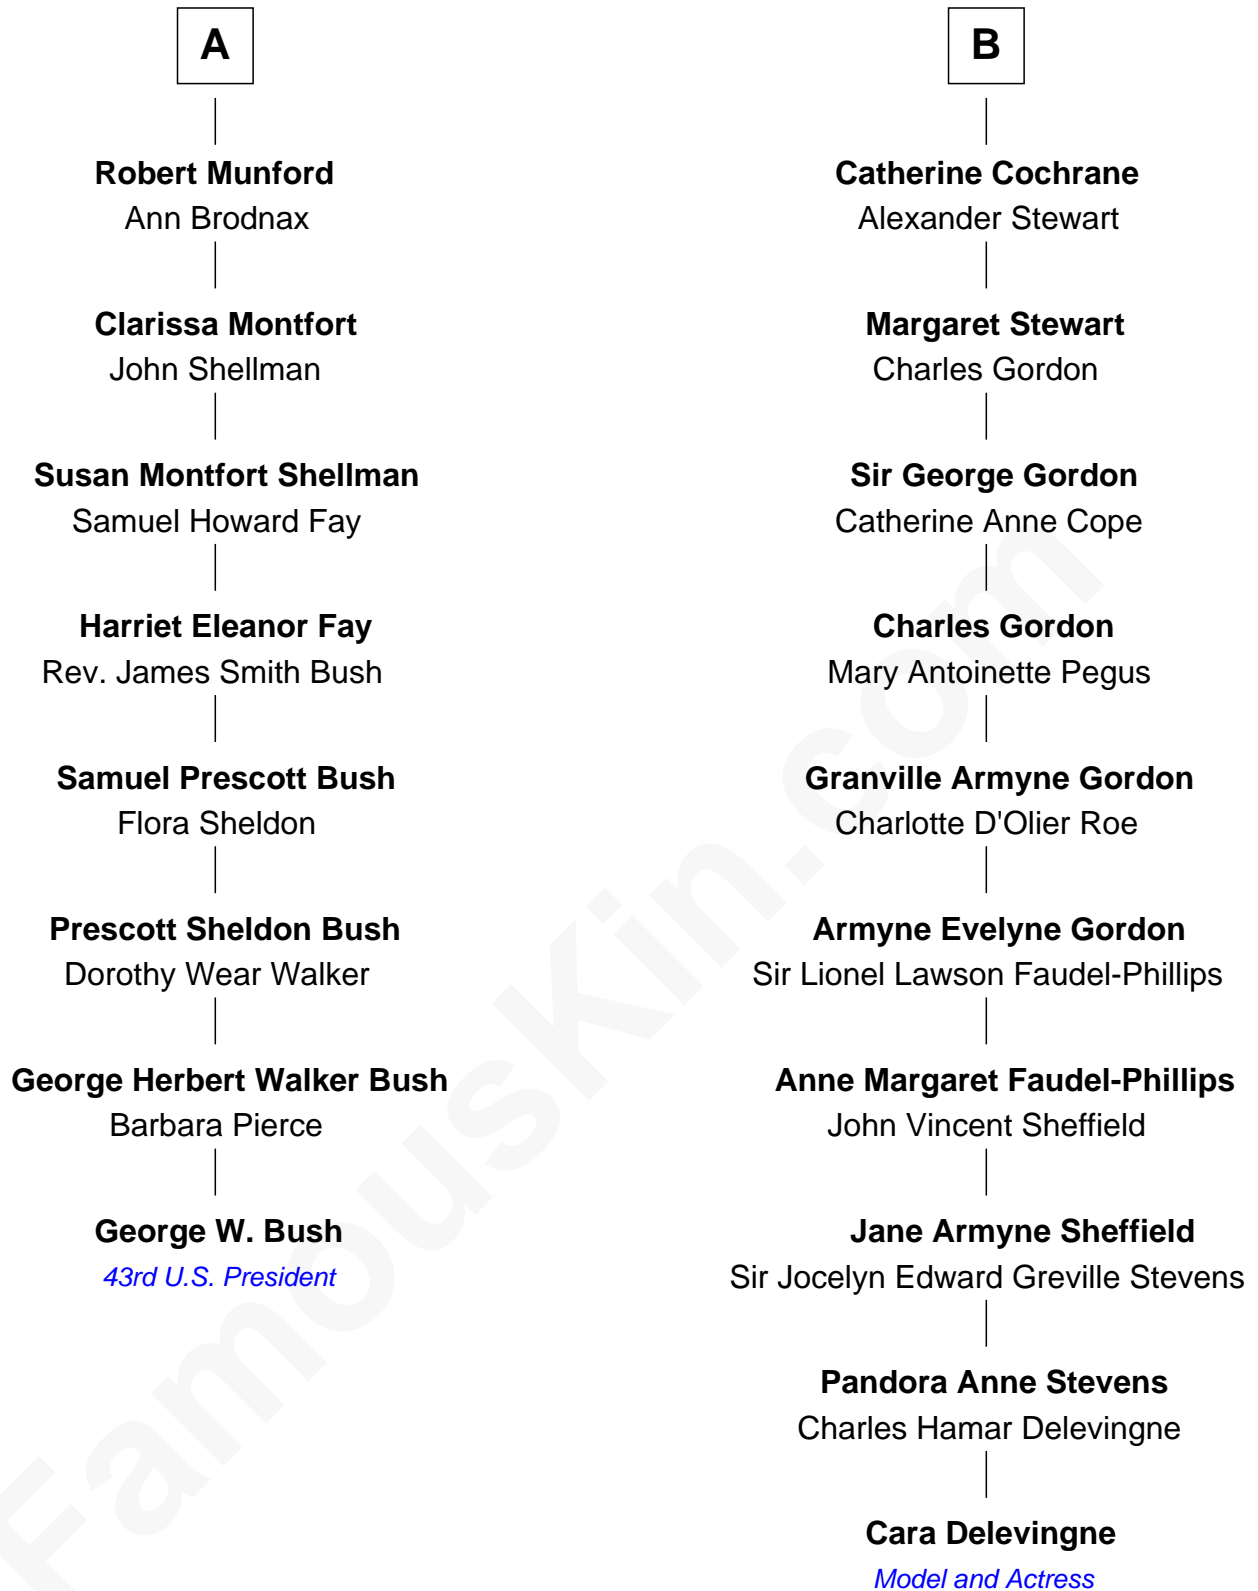 A
Robert Munford
Ann Brodnax
Clarissa Montfort
John Shellman
Susan Montfort Shellman
Samuel Howard Fay
Harriet Eleanor Fay
Rev. James Smith Bush
Samuel Prescott Bush
Flora Sheldon
Prescott Sheldon Bush
Dorothy Wear Walker
George Herbert Walker Bush
Barbara Pierce
George W. Bush
43rd U.S. President
B
Catherine Cochrane
Alexander Stewart
Margaret Stewart
Charles Gordon
Sir George Gordon
Catherine Anne Cope
Charles Gordon
Mary Antoinette Pegus
Granville Armyne Gordon
Charlotte D'Olier Roe
Armyne Evelyne Gordon
Sir Lionel Lawson Faudel-Phillips
Anne Margaret Faudel-Phillips
John Vincent Sheffield
Jane Armyne Sheffield
Sir Jocelyn Edward Greville Stevens
Pandora Anne Stevens
Charles Hamar Delevingne
Cara Delevingne
Model and Actress
FamousKin.com